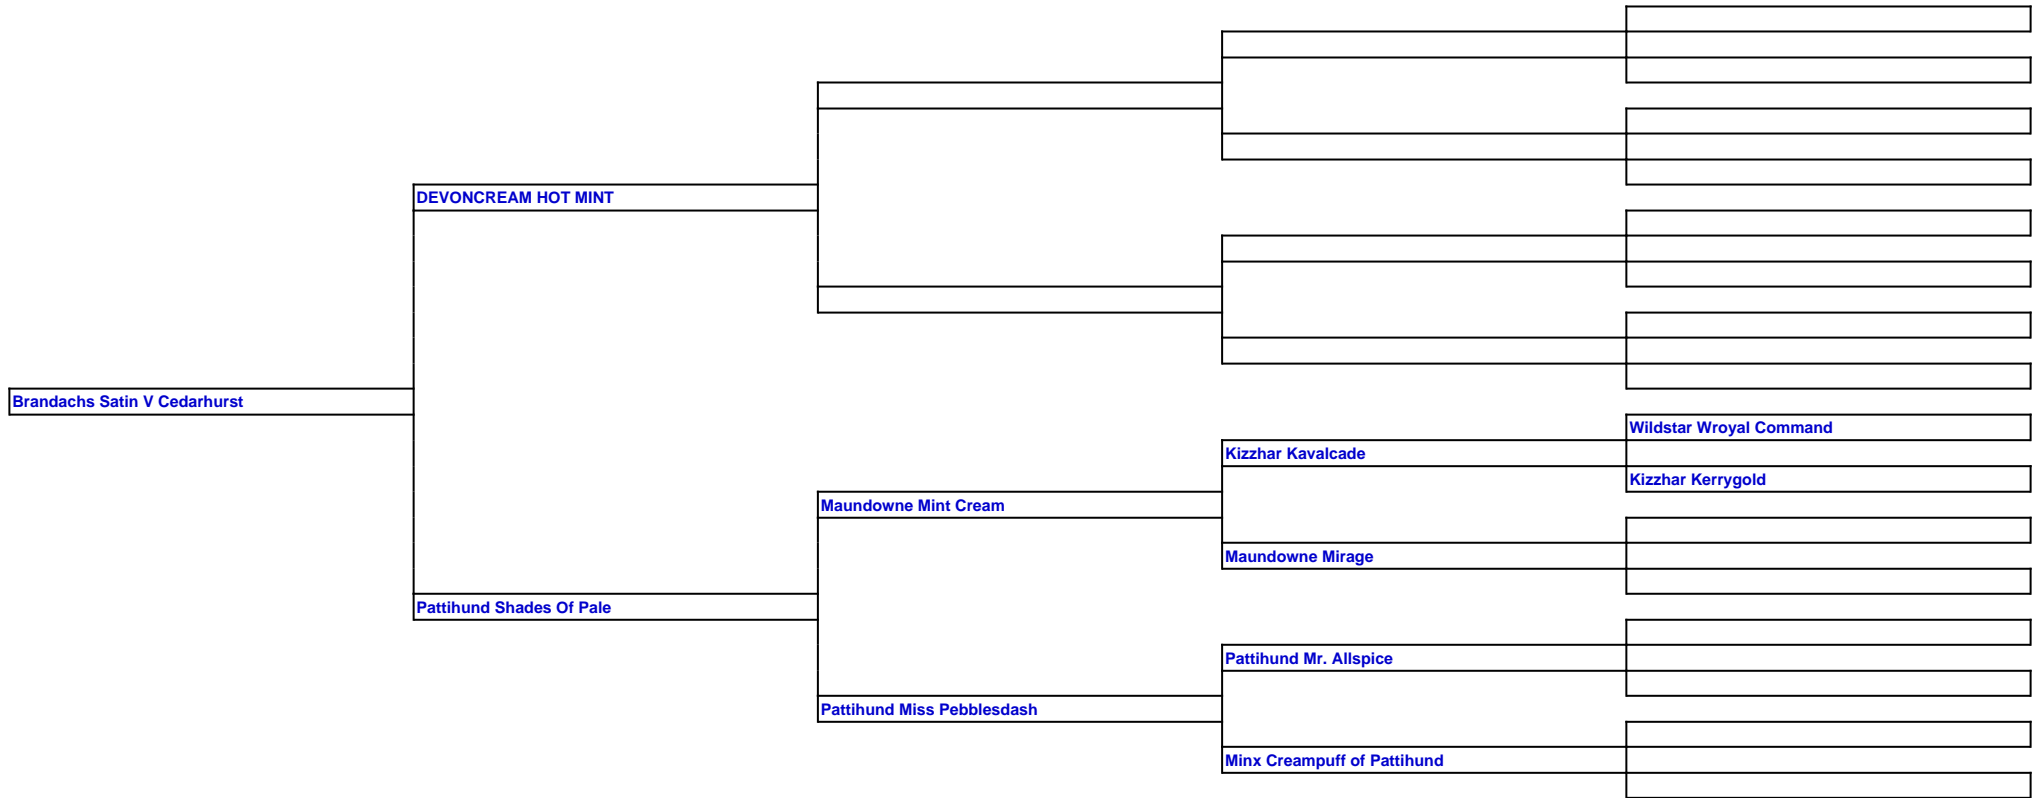 DEVONCREAM HOT MINT
Brandachs Satin V Cedarhurst
Wildstar Wroyal Command
Kizzhar Kavalcade
Kizzhar Kerrygold
Maundowne Mint Cream
Maundowne Mirage
Pattihund Shades Of Pale
Pattihund Mr. Allspice
Pattihund Miss Pebblesdash
Minx Creampuff of Pattihund